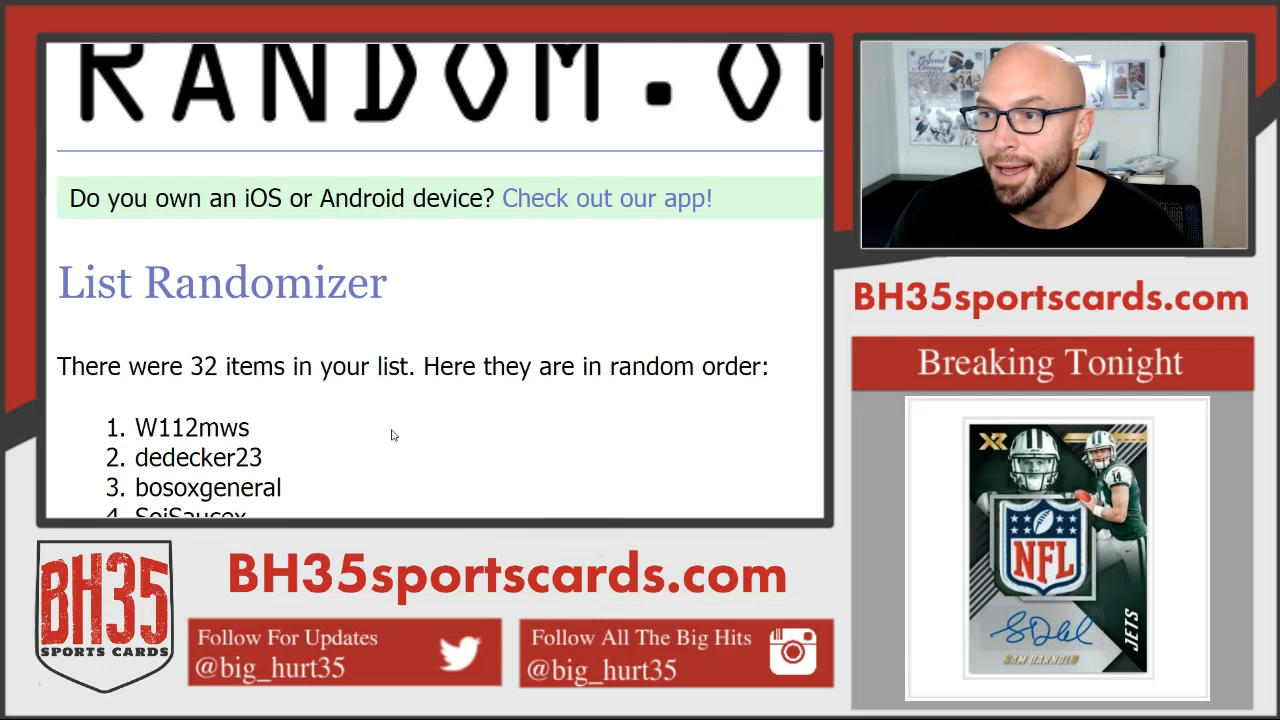 RANDOM.O
Do you own an iOS or Android device? Check out our app!
List Randomizer
There were 32 items in your list. Here they are in random order:
1. W112mws
2. dedecker23
3. bosoxgeneral
4. SoiSaucex
BH35sportscards.com
Breaking Tonight
XR
14
NFL
JETS
SAM DARNOLD
BH35
SPORTS CARDS
BH35sportscards.com
Follow For Updates
@big_hurt35
Follow All The Big Hits
@big_hurt35